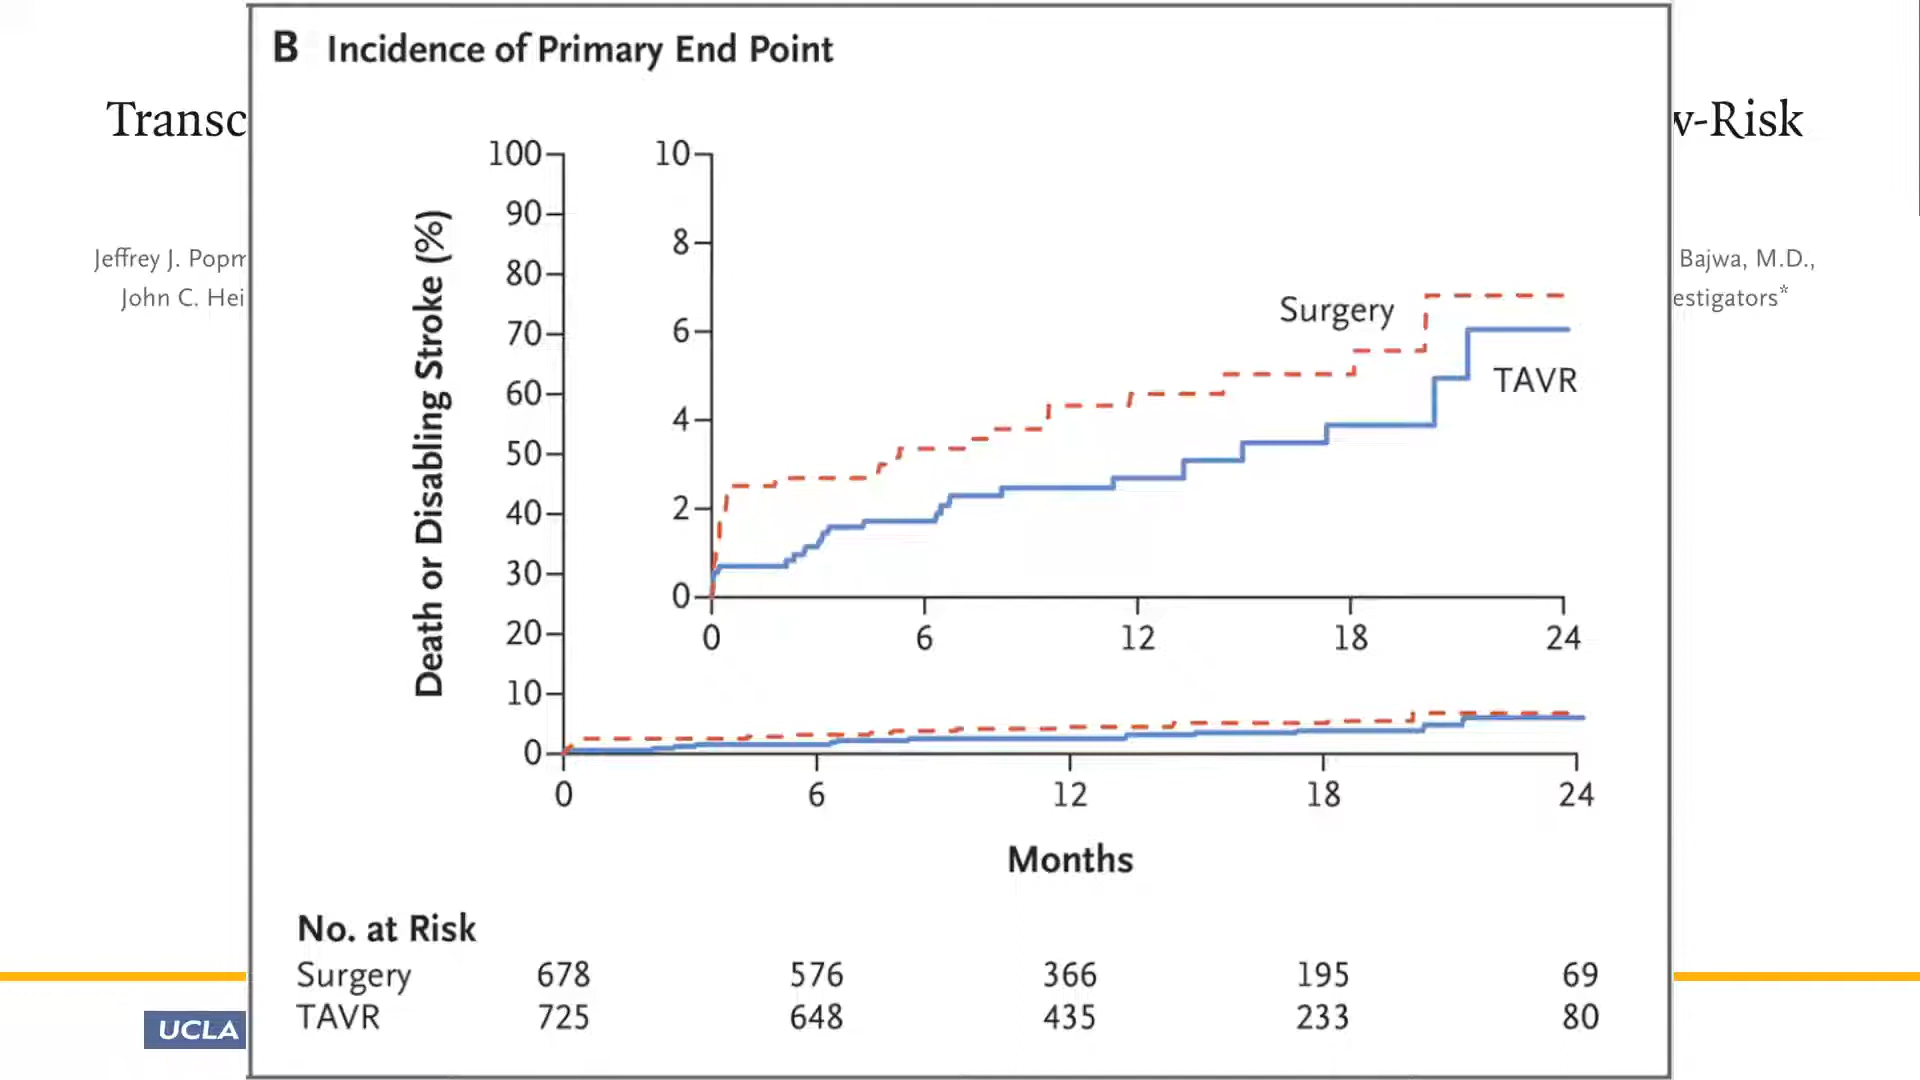 B Incidence of Primary End Point
Transc
v-Risk
Jeffrey J. Popm
Bajwa, M.D.,
John C. Hei
estigators*
Death or Disabling Stroke (%)
100
90
80
70
60
50
40
30
20
10
0
10
8
6
4
2
0
Surgery
TAVR
0 6 12 18 24
0 6 12 18 24
Months
No. at Risk
Surgery 678 576 366 195 69
TAVR 725 648 435 233 80
UCLA